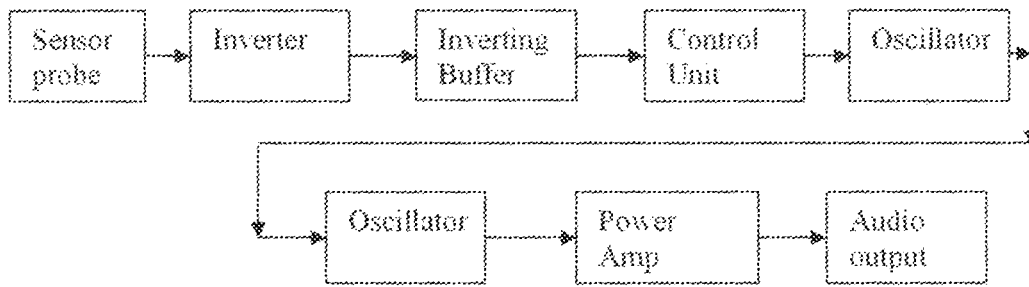 Sensor
probe
Inverter
Inverting
Buffer
Control
Unit
Oscillator
Oscillator
Power
Amp
Audio
output